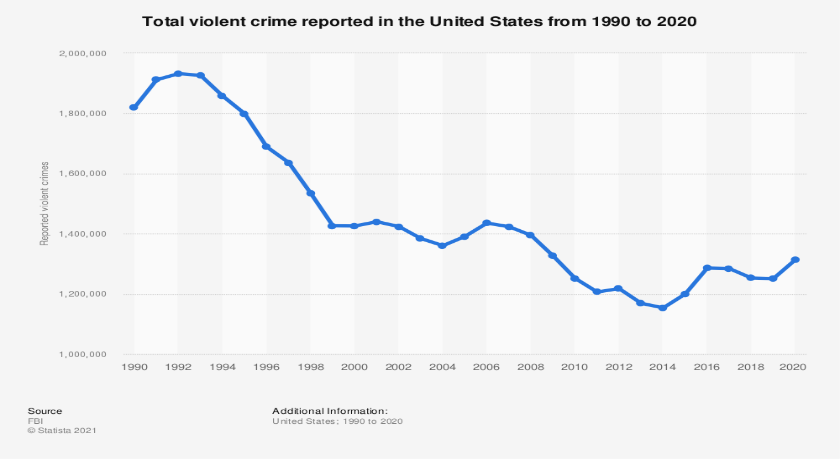 Total violent crime reported in the United States from 1990 to 2020
2,000,000
1,800,000
1,600,000
1,400,000
1,200,000
1,000,000
Reported violent crimes
1990 1992 1994 1996 1998 2000 2002 2004 2006 2008 2010 2012 2014 2016 2018 2020
Source
FBI
© Statista 2021
Additional Information:
United States; 1990 to 2020